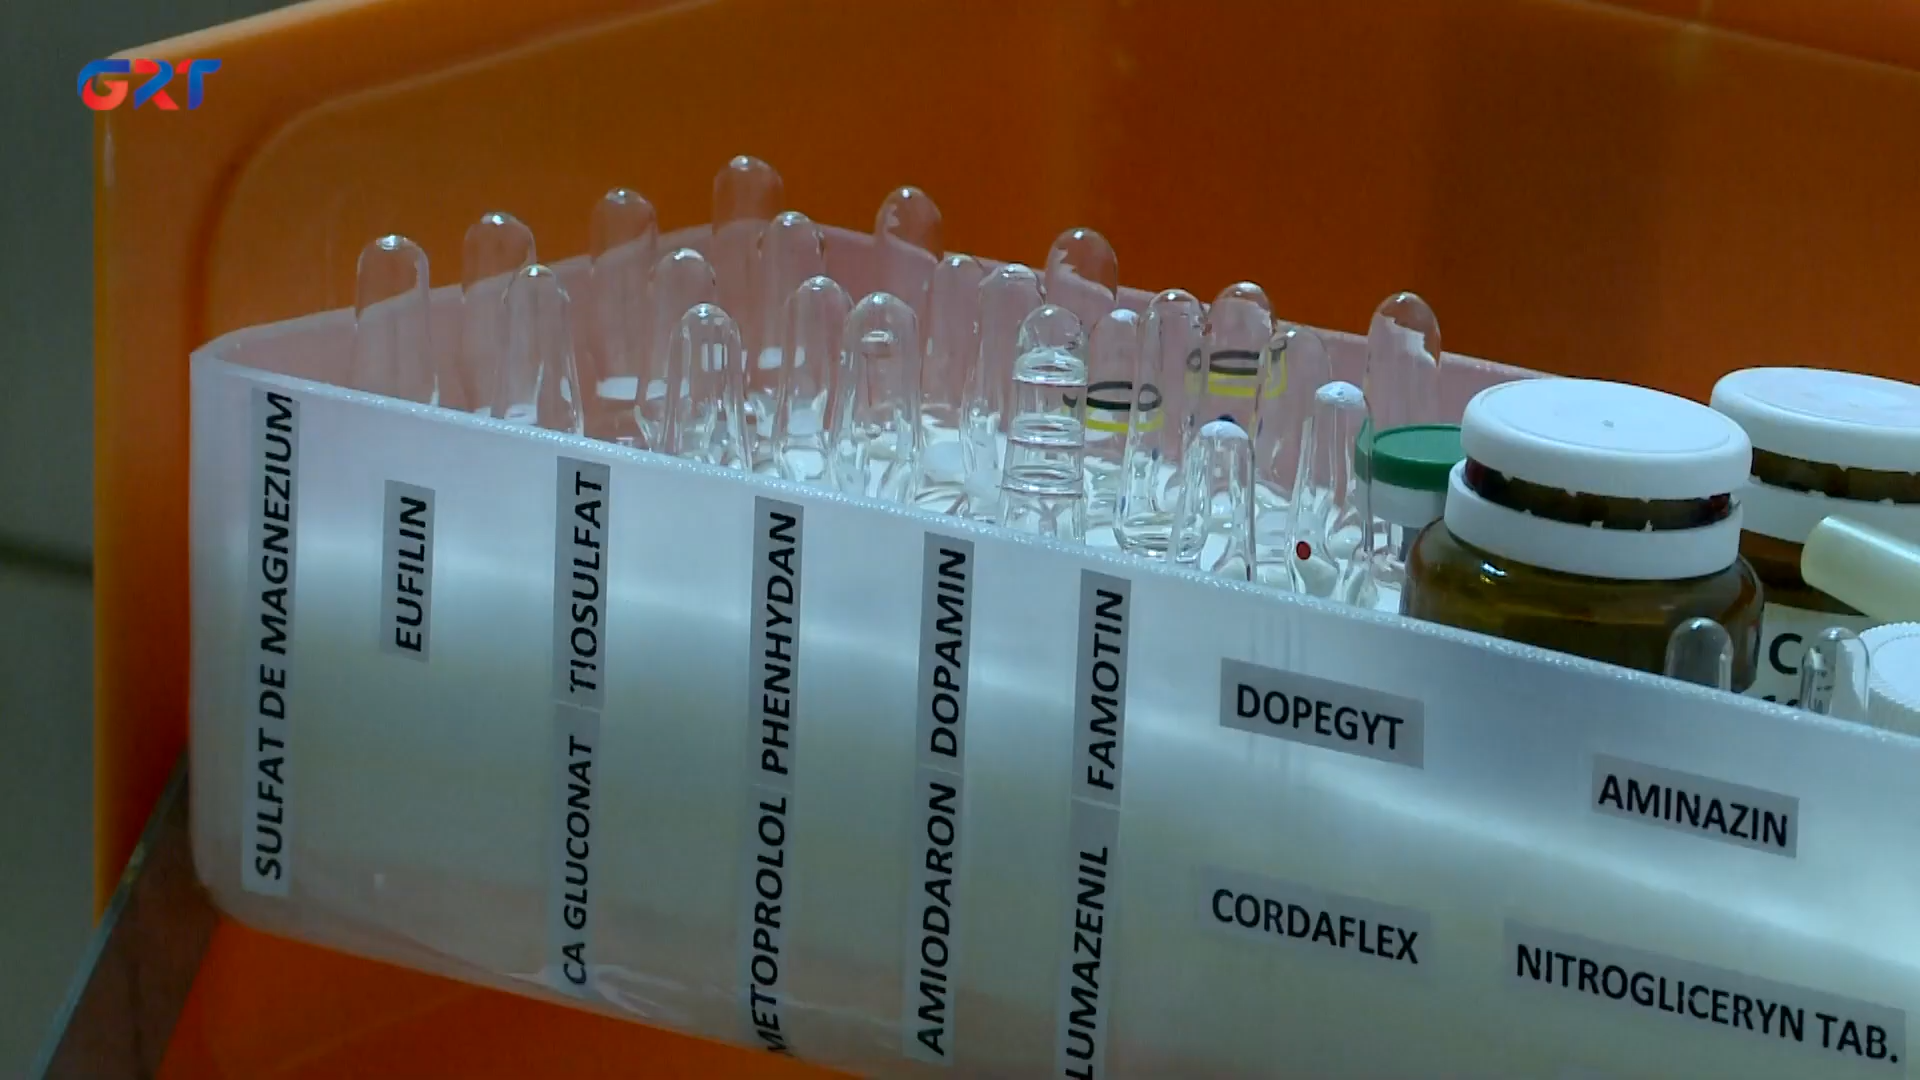 GRT
SULFAT DE MAGNEZIUM
EUFILIN
TIOSULFAT
CA GLUCONAT
PHENHYDAN
METOPROLOL
DOPAMIN
AMIODARON
FAMOTIN
LUMAZENIL
DOPEGYT
CORDAFLEX
AMINAZIN
NITROGLICERYN TAB.
C